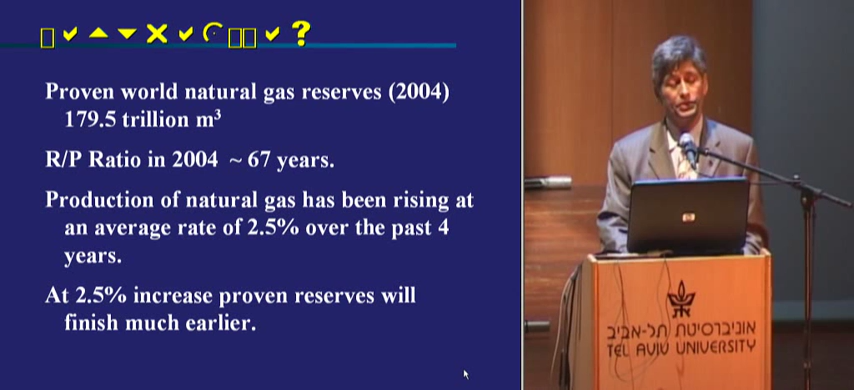 Proven world natural gas reserves (2004)
179.5 trillion m³
R/P Ratio in 2004 ~ 67 years.
Production of natural gas has been rising at
an average rate of 2.5% over the past 4
years.
At 2.5% increase proven reserves will
finish much earlier.
אוניברסיטת תל-אביב
TEL AVIV UNIVERSITY
hp